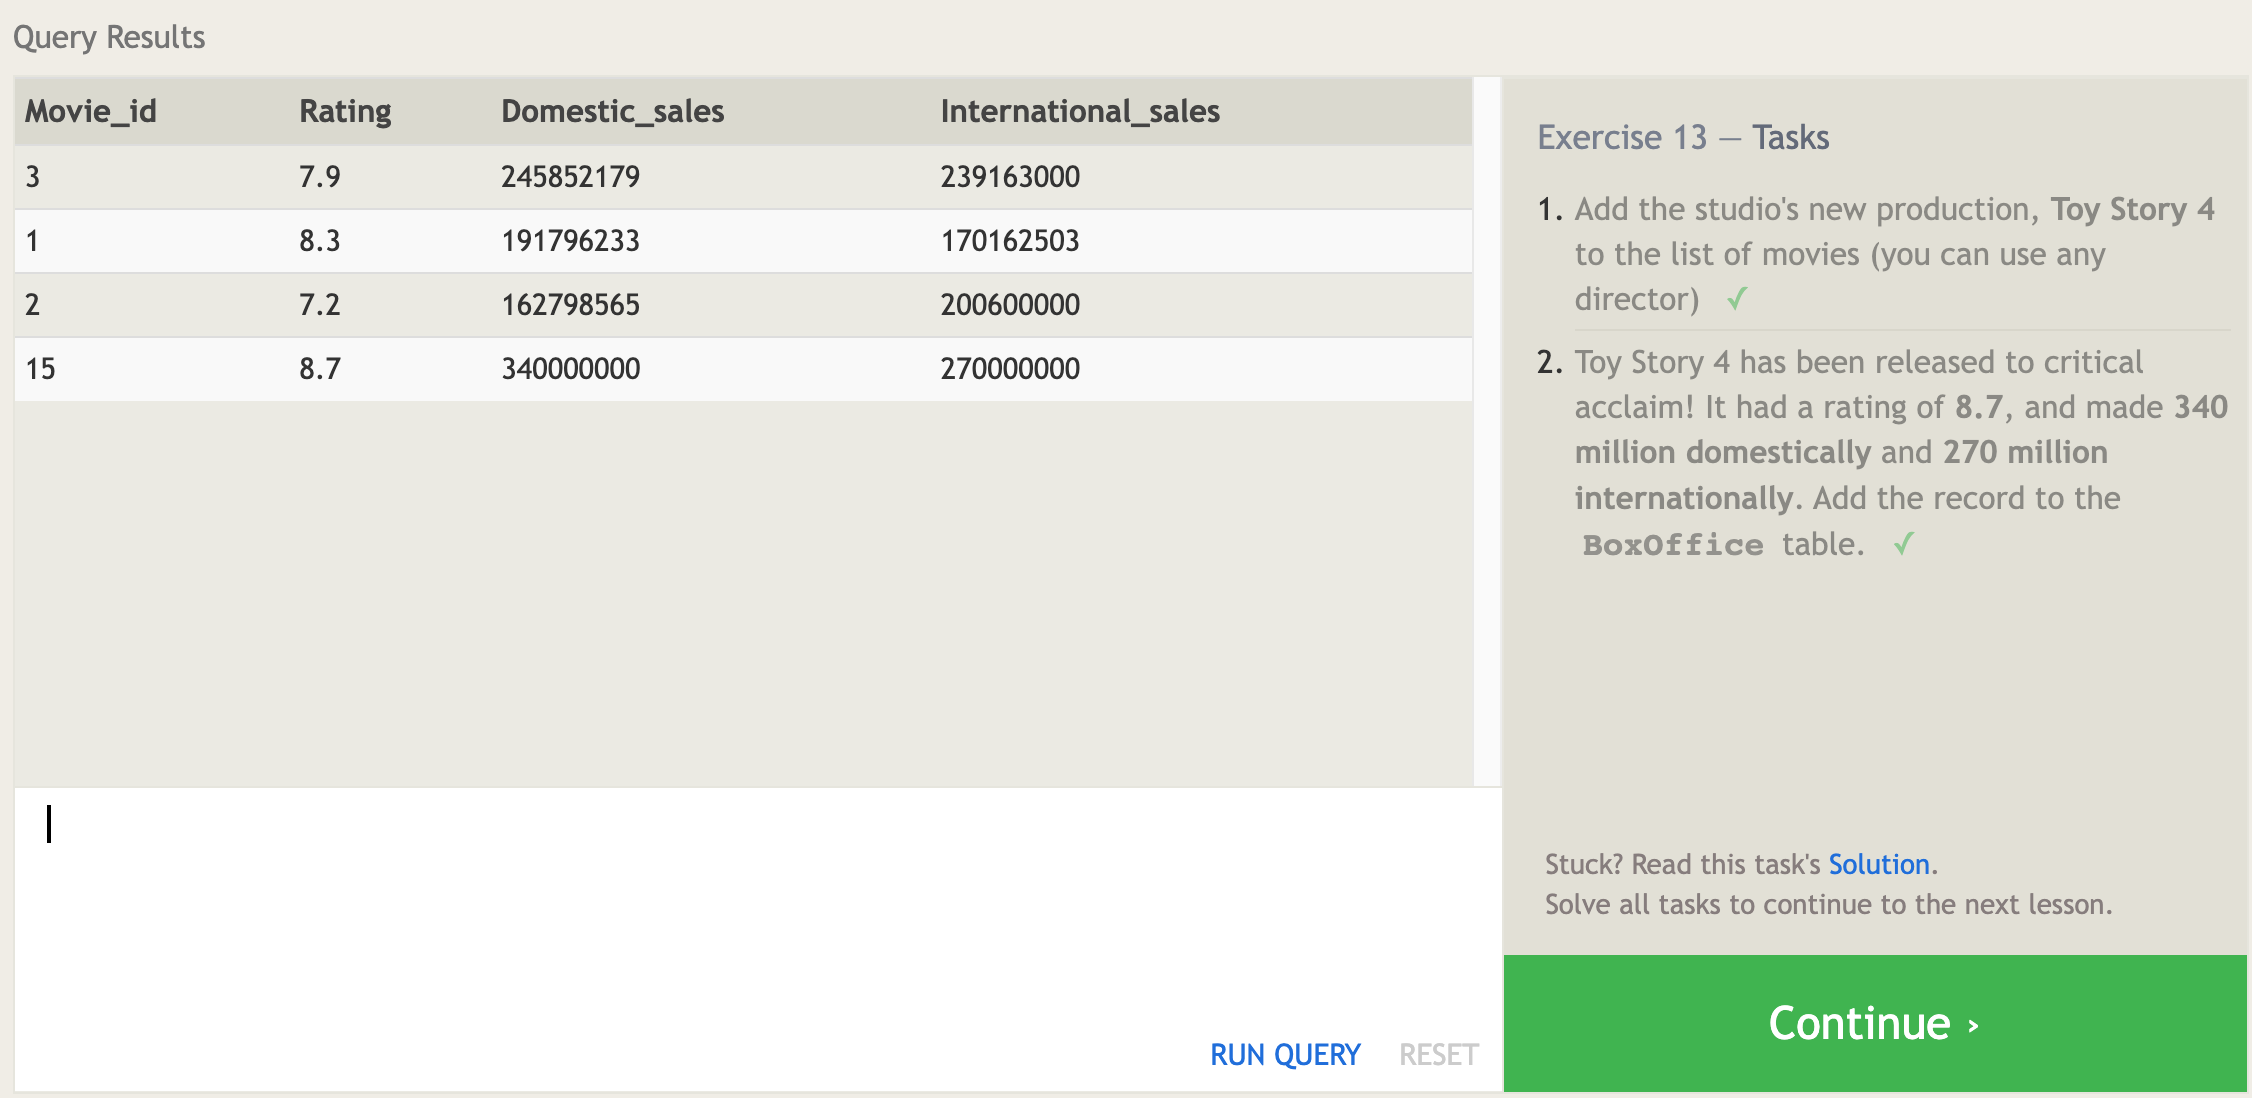 Query Results
Movie_id Rating Domestic_sales International_sales
3 7.9 245852179 239163000
1 8.3 191796233 170162503
2 7.2 162798565 200600000
15 8.7 340000000 270000000
RUN QUERY RESET
Exercise 13 — Tasks
1. Add the studio's new production, Toy Story 4
to the list of movies (you can use any
director) ✓
2. Toy Story 4 has been released to critical
acclaim! It had a rating of 8.7, and made 340
million domestically and 270 million
internationally. Add the record to the
BoxOffice table. ✓
Stuck? Read this task's Solution.
Solve all tasks to continue to the next lesson.
Continue ›